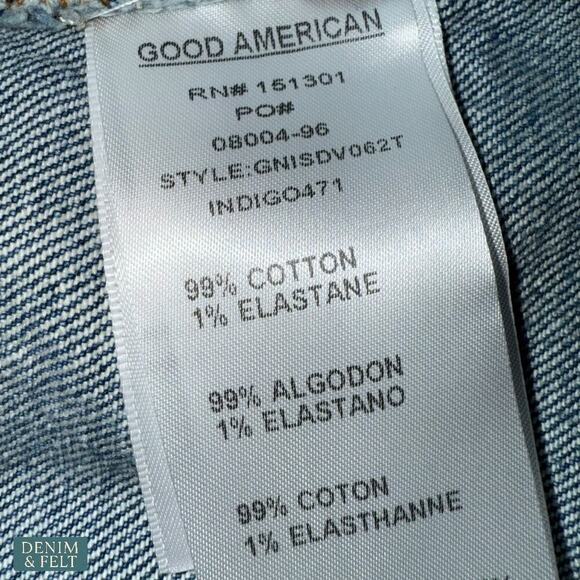 GOOD AMERICAN
RN# 151301
PO#
08004-96
STYLE:GNISDV062T
INDIGO471
99% COTTON
1% ELASTANE
99% ALGODON
1% ELASTANO
99% COTON
1% ELASTHANNE
DENIM
& FELT